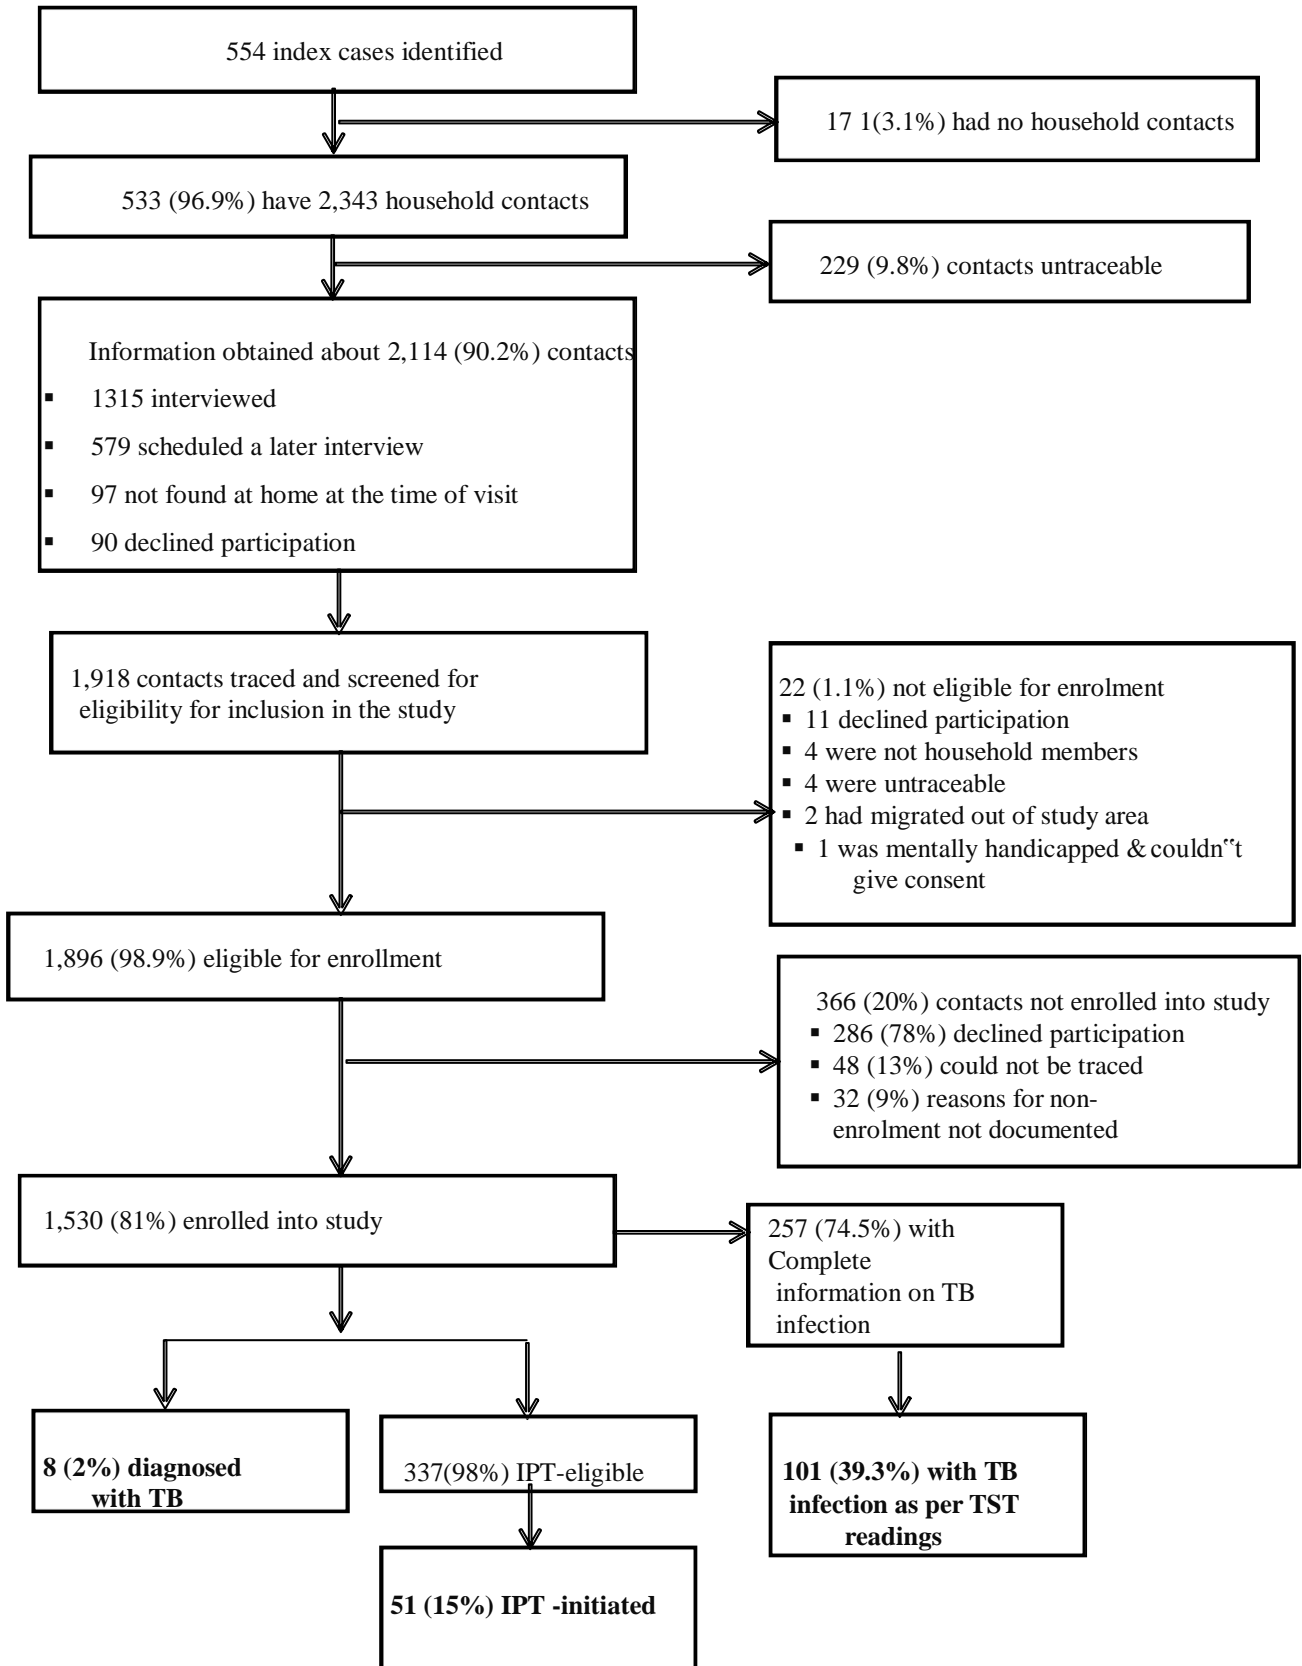 554 index cases identified
17 1(3.1%) had no household contacts
533 (96.9%) have 2,343 household contacts
229 (9.8%) contacts untraceable
Information obtained about 2,114 (90.2%) contacts
▪ 1315 interviewed
▪ 579 scheduled a later interview
▪ 97 not found at home at the time of visit
▪ 90 declined participation
1,918 contacts traced and screened for
eligibility for inclusion in the study
22 (1.1%) not eligible for enrolment
▪ 11 declined participation
▪ 4 were not household members
▪ 4 were untraceable
▪ 2 had migrated out of study area
▪ 1 was mentally handicapped & couldn‟t
give consent
1,896 (98.9%) eligible for enrollment
366 (20%) contacts not enrolled into study
▪ 286 (78%) declined participation
▪ 48 (13%) could not be traced
▪ 32 (9%) reasons for non-
enrolment not documented
1,530 (81%) enrolled into study
257 (74.5%) with
Complete
information on TB
infection
8 (2%) diagnosed
with TB
337(98%) IPT-eligible
101 (39.3%) with TB
infection as per TST
readings
51 (15%) IPT -initiated